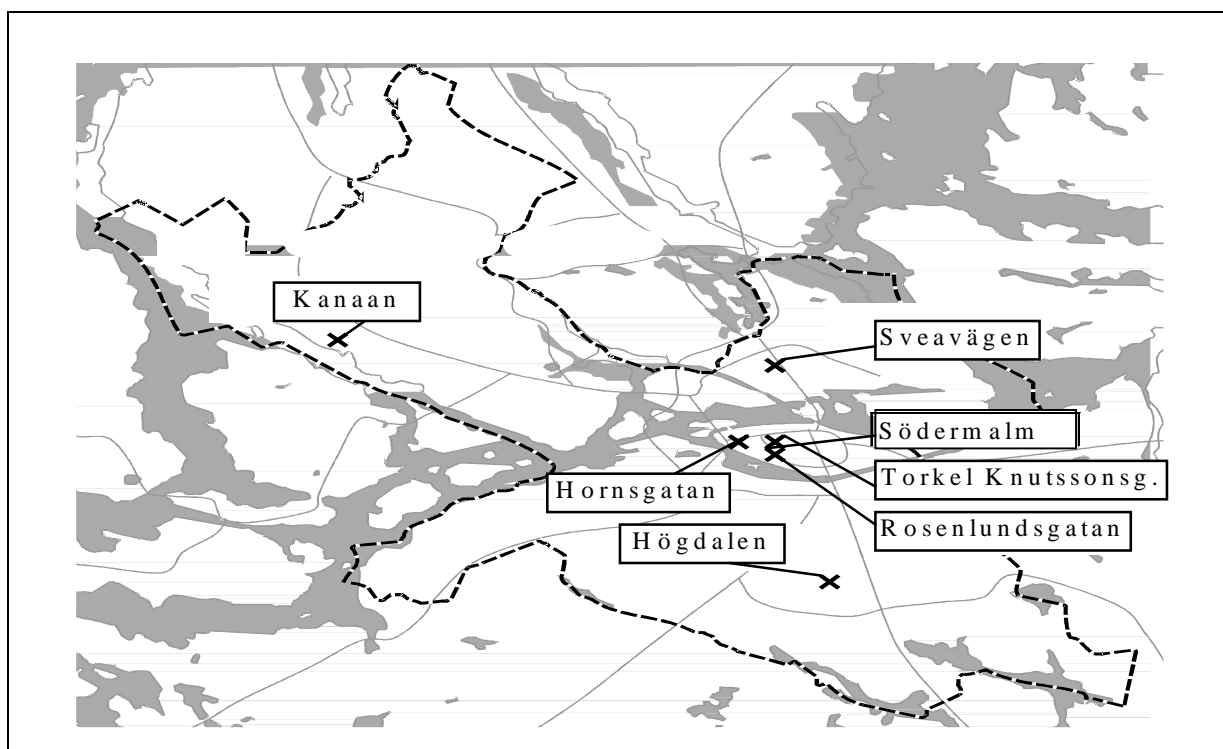 Kanaan
Sveavägen
Södermalm
Hornsgatan
Torkel Knutssonsg.
Högdalen
Rosenlundsgatan